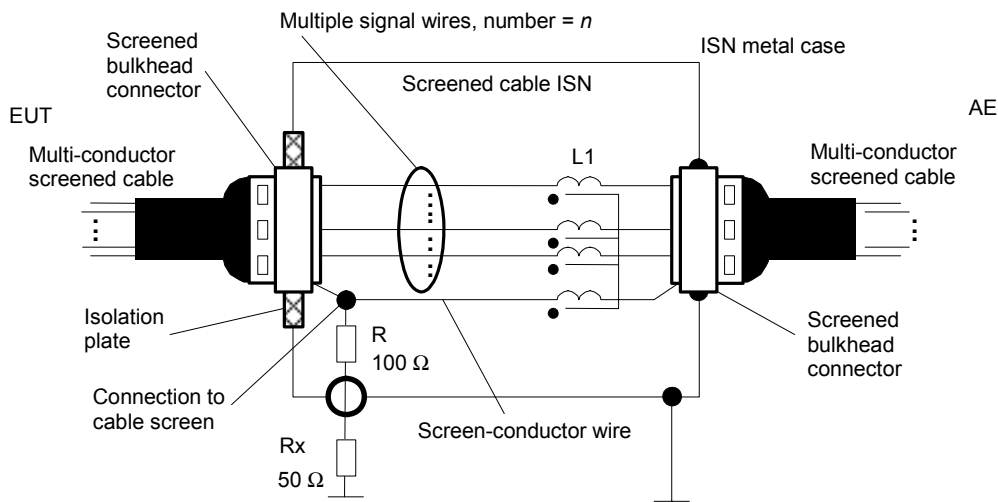 Multiple signal wires, number = n
Screened
bulkhead
connector
ISN metal case
Screened cable ISN
EUT
AE
Multi-conductor
screened cable
L1
Multi-conductor
screened cable
Isolation
plate
R
100 Ω
Screened
bulkhead
connector
Connection to
cable screen
Screen-conductor wire
Rx
50 Ω